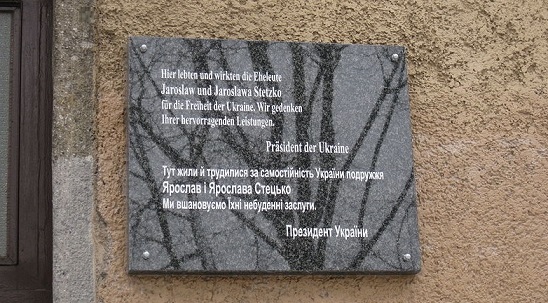 Hier lebten und wirkten die Eheleute
Jaroslaw und Jaroslawa Stetzko
für die Freiheit der Ukraine. Wir gedenken
Ihrer hervorragenden Leistungen.
Präsident der Ukraine
Тут жили й трудилися за самостійність України подружжя
Ярослав і Ярослава Стецько
Ми вшановуємо їхні небуденні заслуги.
Президент України